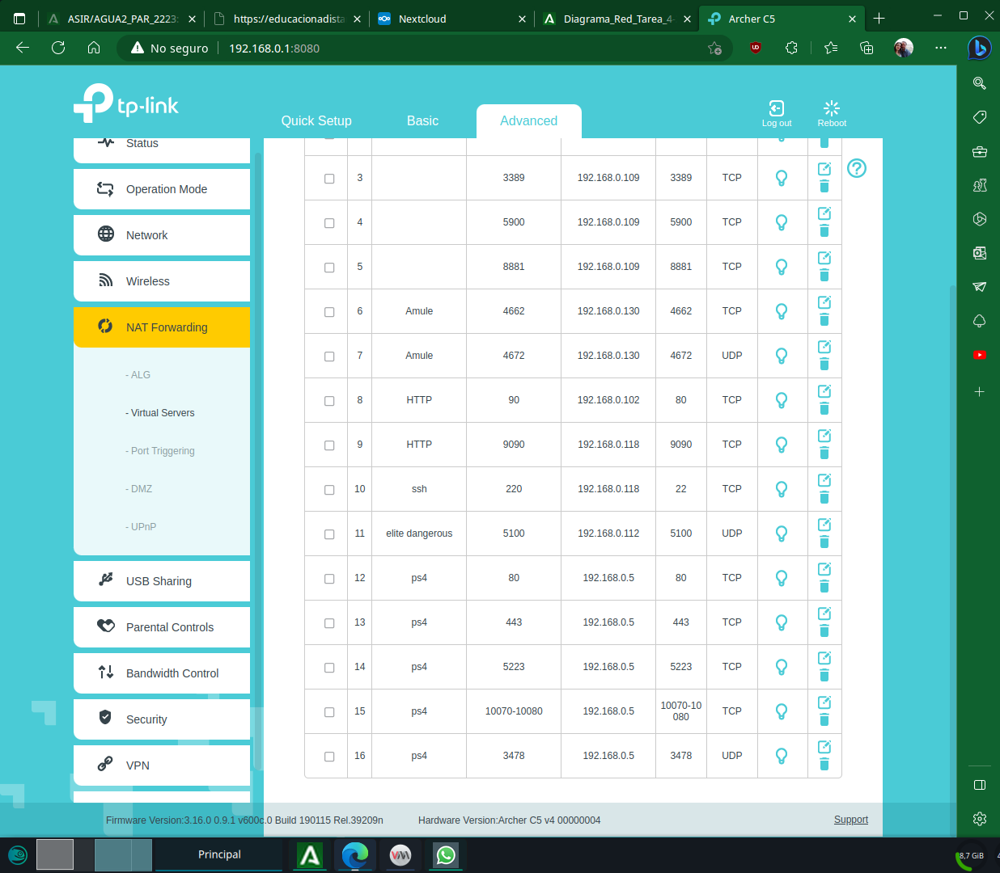 ASIR/AGUA2_PAR_2223:
https://educacionadista
Nextcloud
Diagrama_Red_Tarea_4-
Archer C5
No seguro
192.168.0.1:8080
tp-link
Quick Setup
Basic
Advanced
Log out
Reboot
Status
Operation Mode
Network
Wireless
NAT Forwarding
- ALG
- Virtual Servers
- Port Triggering
- DMZ
- UPnP
USB Sharing
Parental Controls
Bandwidth Control
Security
VPN
3 3389 192.168.0.109 3389 TCP
4 5900 192.168.0.109 5900 TCP
5 8881 192.168.0.109 8881 TCP
6 Amule 4662 192.168.0.130 4662 TCP
7 Amule 4672 192.168.0.130 4672 UDP
8 HTTP 90 192.168.0.102 80 TCP
9 HTTP 9090 192.168.0.118 9090 TCP
10 ssh 220 192.168.0.118 22 TCP
11 elite dangerous 5100 192.168.0.112 5100 UDP
12 ps4 80 192.168.0.5 80 TCP
13 ps4 443 192.168.0.5 443 TCP
14 ps4 5223 192.168.0.5 5223 TCP
15 ps4 10070-10080 192.168.0.5 10070-10
080 TCP
16 ps4 3478 192.168.0.5 3478 UDP
Firmware Version:3.16.0 0.9.1 v600c.0 Build 190115 Rel.39209n
Hardware Version:Archer C5 v4 00000004
Support
Principal
8,7 GiB